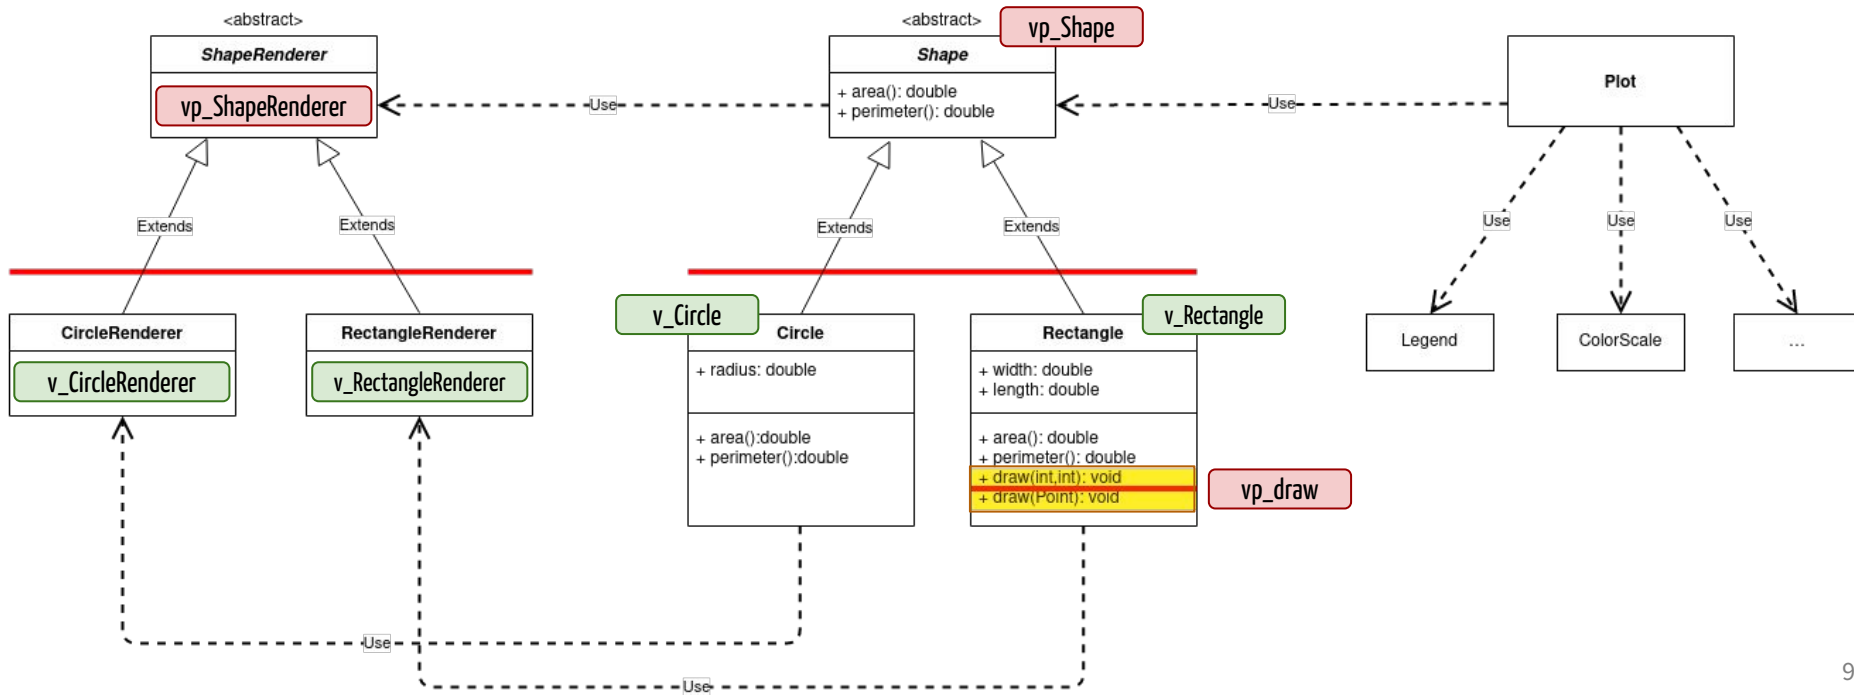 <abstract>
ShapeRenderer
vp_ShapeRenderer
Use
<abstract>
vp_Shape
Shape
+ area(): double
+ perimeter(): double
Use
Plot
Extends
Extends
Extends
Extends
Use
Use
Use
CircleRenderer
v_CircleRenderer
RectangleRenderer
v_RectangleRenderer
v_Circle
Circle
+ radius: double
+ area():double
+ perimeter():double
v_Rectangle
Rectangle
+ width: double
+ length: double
+ area(): double
+ perimeter(): double
+ draw(int,int): void
+ draw(Point): void
vp_draw
Legend
ColorScale
...
Use
Use
9